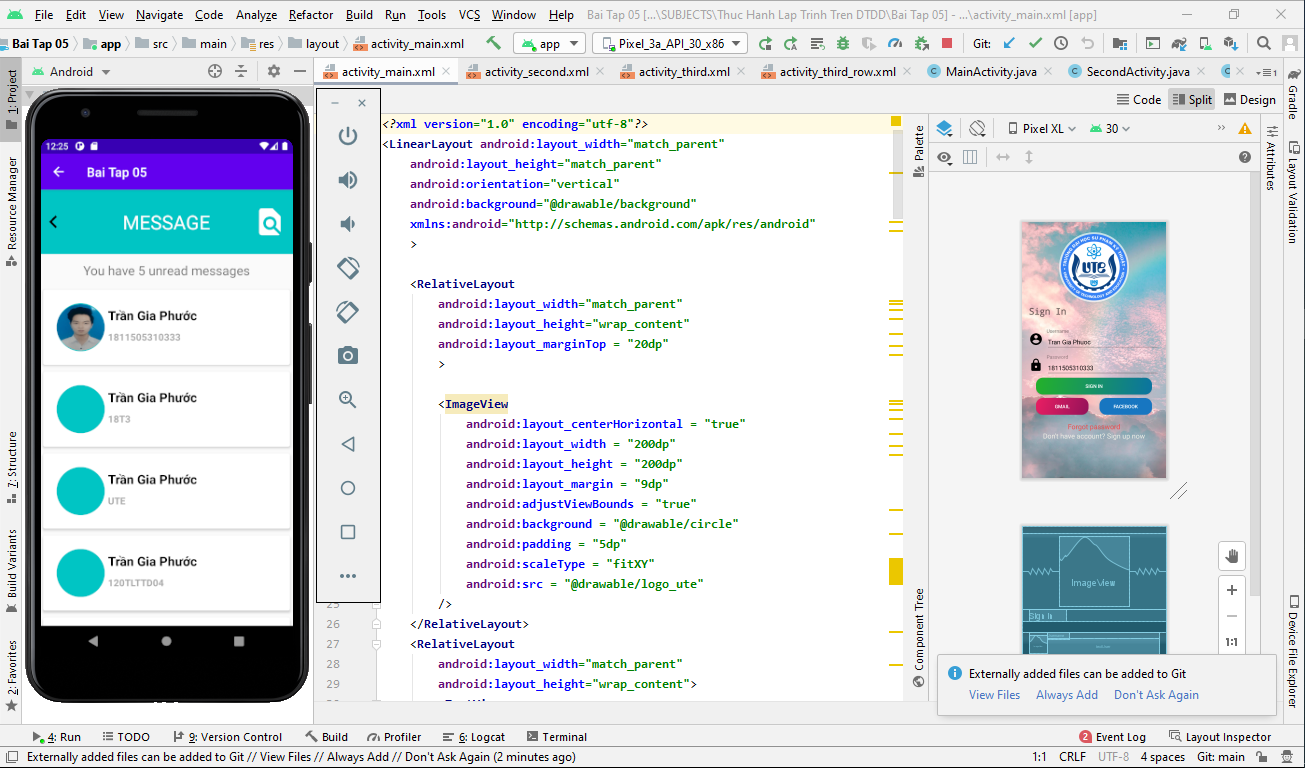 File Edit View Navigate Code Analyze Refactor Build Run Tools VCS Window Help Bai Tap 05 [...\SUBJECTS\Thuc Hanh Lap Trinh Tren DTDD\Bai Tap 05] - ...\activity_main.xml [app]
Bai Tap 05 app src main res layout activity_main.xml app Pixel_3a_API_30_x86 Git:
Android activity_main.xml activity_second.xml activity_third.xml activity_third_row.xml MainActivity.java SecondActivity.java
Code Split Design
1: Project
Resource Manager
Z: Structure
Build Variants
2: Favorites
12:25
Bai Tap 05
MESSAGE
You have 5 unread messages
Trần Gia Phước
1811505310333
Trần Gia Phước
18T3
Trần Gia Phước
UTE
Trần Gia Phước
120TLTTD04
<?xml version="1.0" encoding="utf-8"?>
<LinearLayout android:layout_width="match_parent"
android:layout_height="match_parent"
android:orientation="vertical"
android:background="@drawable/background"
xmlns:android="http://schemas.android.com/apk/res/android"
>
<RelativeLayout
android:layout_width="match_parent"
android:layout_height="wrap_content"
android:layout_marginTop = "20dp"
>
<ImageView
android:layout_centerHorizontal = "true"
android:layout_width = "200dp"
android:layout_height = "200dp"
android:layout_margin = "9dp"
android:adjustViewBounds = "true"
android:background = "@drawable/circle"
android:padding = "5dp"
android:scaleType = "fitXY"
android:src = "@drawable/logo_ute"
25 />
26 </RelativeLayout>
27 <RelativeLayout
28 android:layout_width="match_parent"
29 android:layout_height="wrap_content">
Palette
Component Tree
Pixel XL 30
UTE
Sign In
Username
Tran Gia Phuoc
Password
1811505310333
SIGN IN
GMAIL FACEBOOK
Forgot password
Don't have account? Sign up now
ImageView
Sign In
1:1
Gradle
Attributes
Layout Validation
Device File Explorer
Externally added files can be added to Git
View Files Always Add Don't Ask Again
4: Run TODO 9: Version Control Build Profiler 6: Logcat Terminal 2 Event Log Layout Inspector
Externally added files can be added to Git // View Files // Always Add // Don't Ask Again (2 minutes ago) 1:1 CRLF UTF-8 4 spaces Git: main